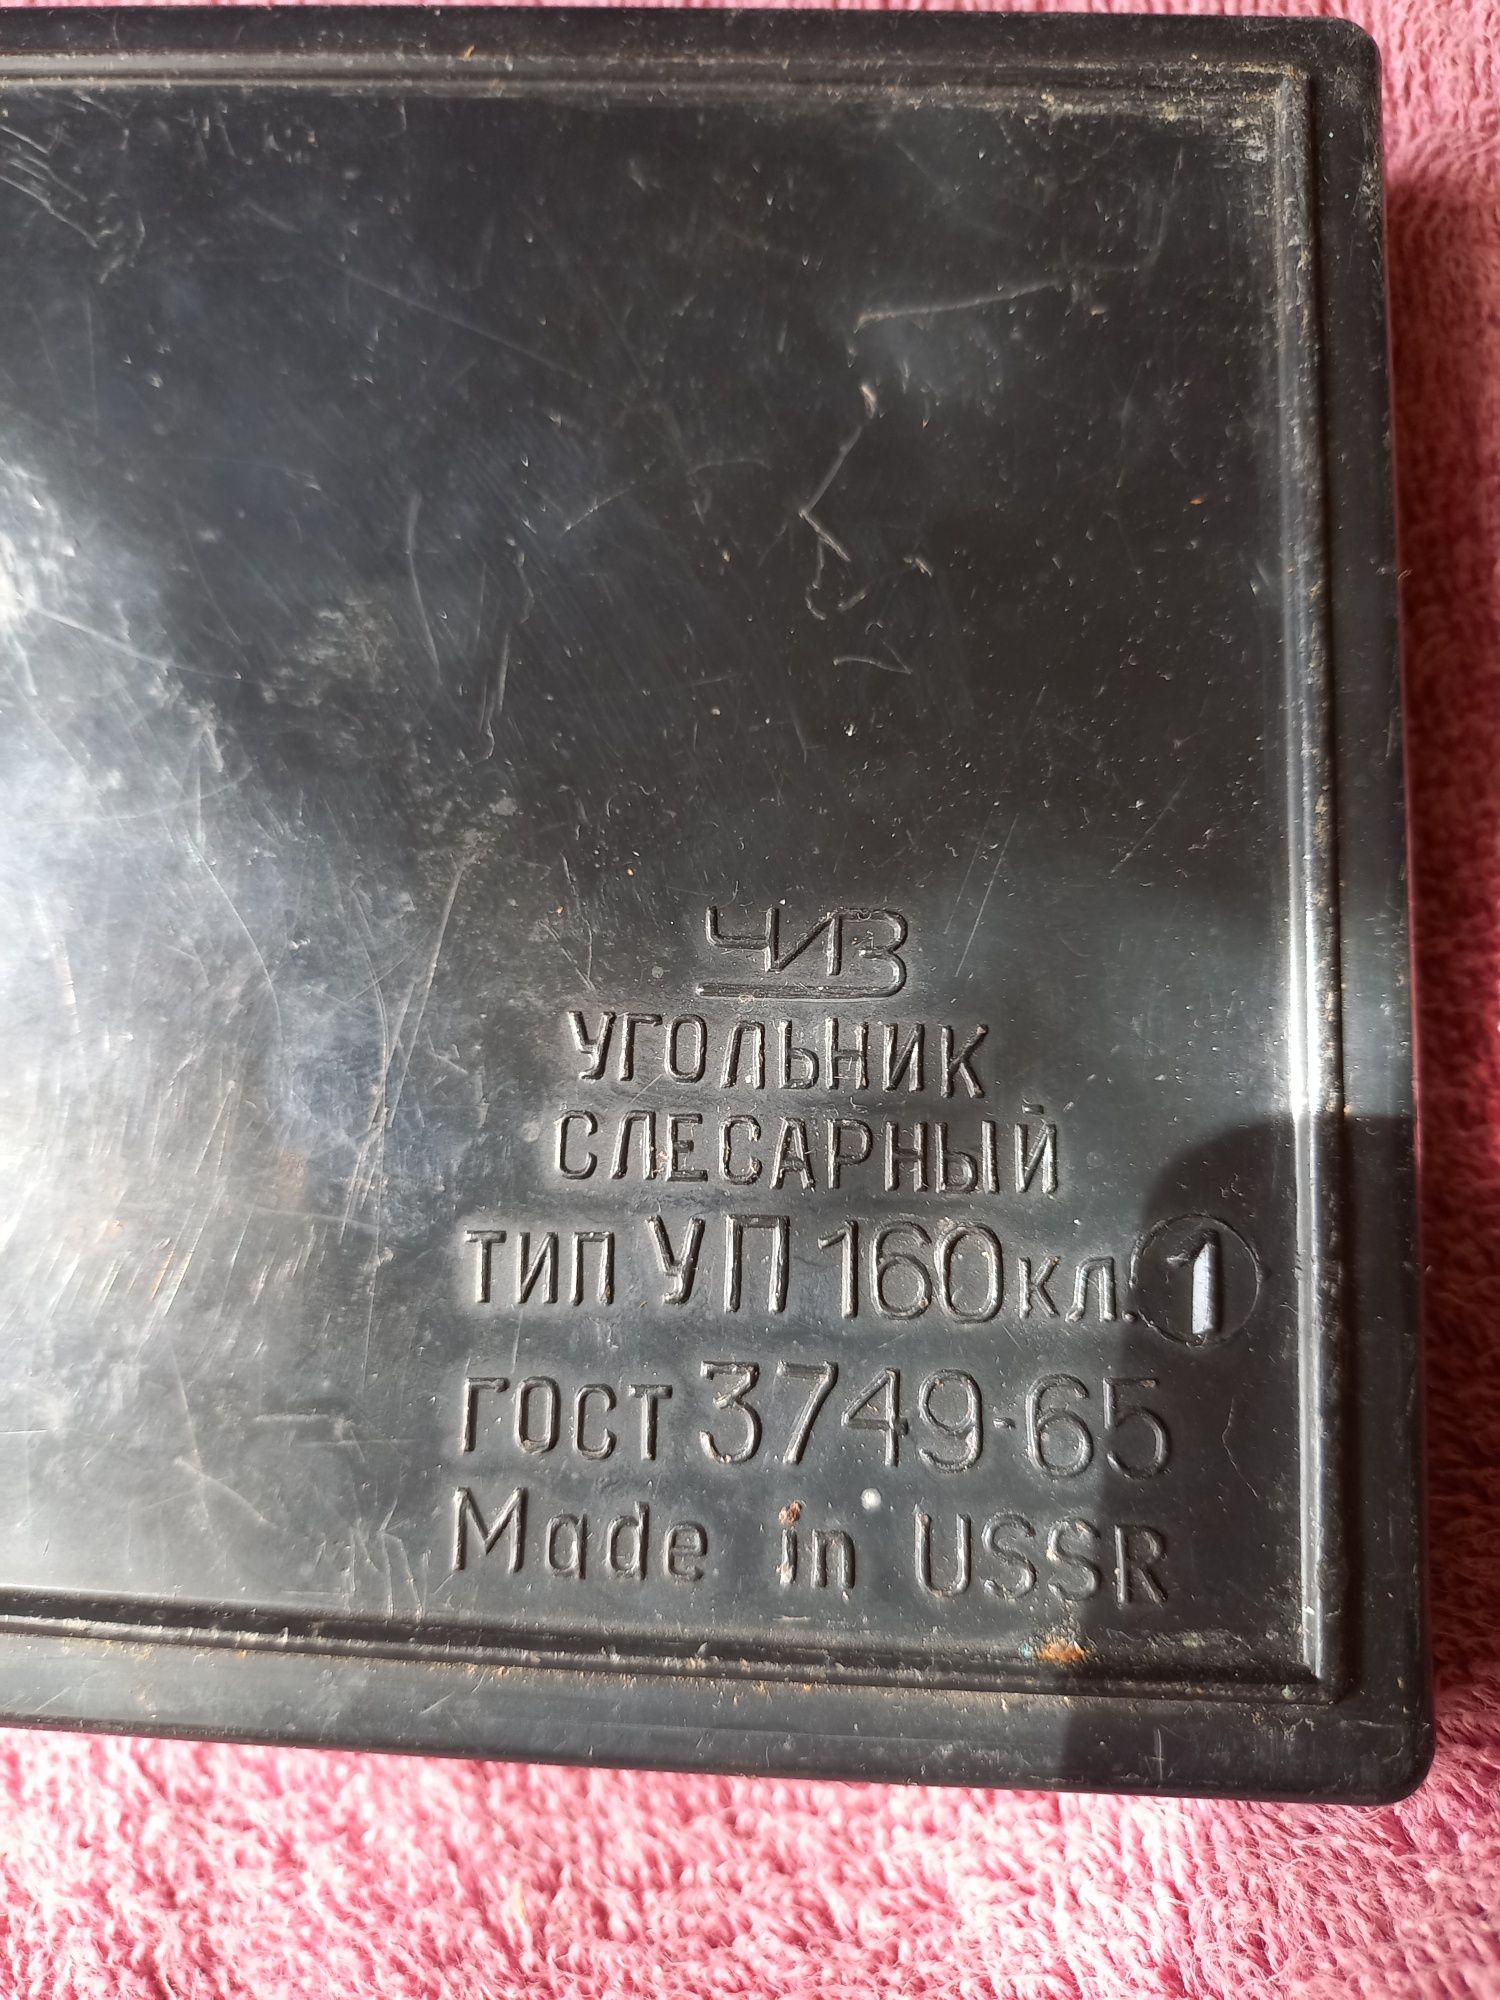 ЧИЗ
УГОЛЬНИК
СЛЕСАРНЫЙ
ТИП УП 160 КЛ. 1
ГОСТ 3749-65
Made in USSR